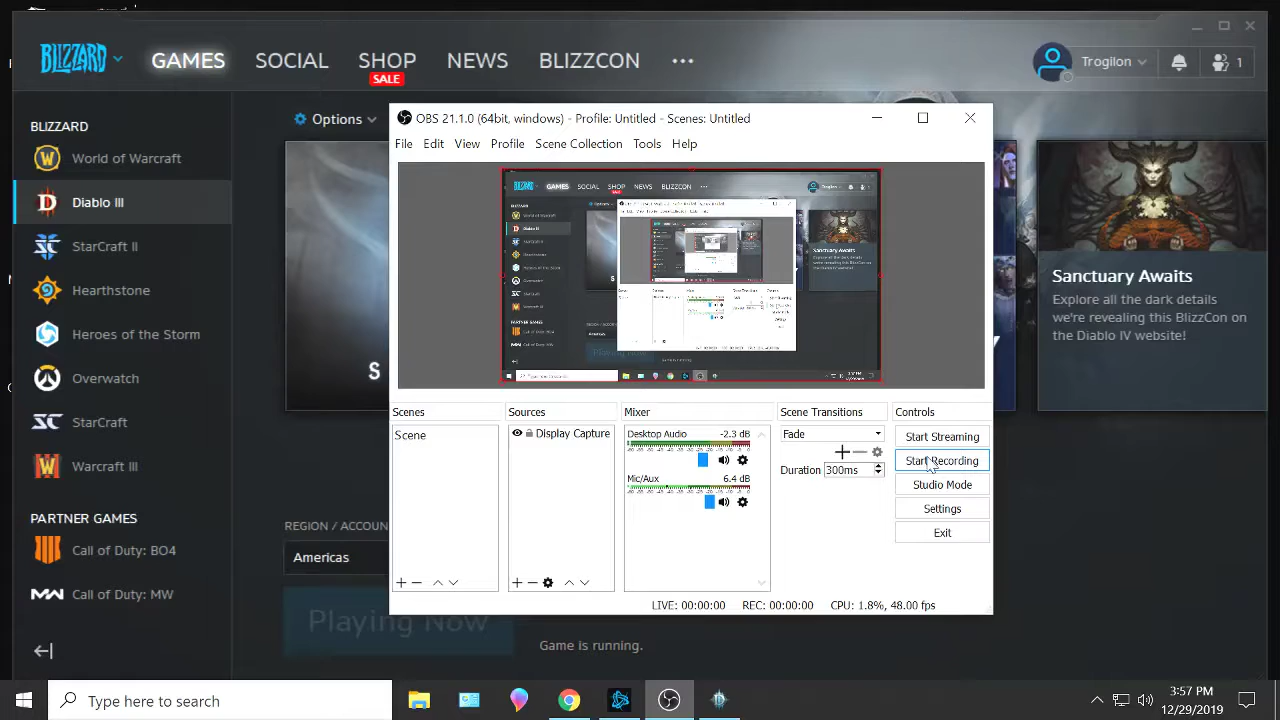 BLIZZARD
GAMES
SOCIAL
SHOP
SALE
NEWS
BLIZZCON
Trogilon
1
BLIZZARD
World of Warcraft
Diablo III
StarCraft II
Hearthstone
Heroes of the Storm
Overwatch
StarCraft
Warcraft III
PARTNER GAMES
Call of Duty: BO4
Call of Duty: MW
Options
S
REGION / ACCOUN
Americas
Playing Now
Game is running.
Sanctuary Awaits
Explore all the dark details
we're revealing this BlizzCon on
the Diablo IV website!
OBS 21.1.0 (64bit, windows) - Profile: Untitled - Scenes: Untitled
File Edit View Profile Scene Collection Tools Help
GAMES SOCIAL SHOP NEWS BLIZZCON
Sanctuary Awaits
Scenes
Scene
Sources
Display Capture
Mixer
Desktop Audio -2.3 dB
Mic/Aux 6.4 dB
Scene Transitions
Fade
Duration 300ms
Controls
Start Streaming
Start Recording
Studio Mode
Settings
Exit
LIVE: 00:00:00 REC: 00:00:00 CPU: 1.8%, 48.00 fps
Type here to search
3:57 PM
12/29/2019